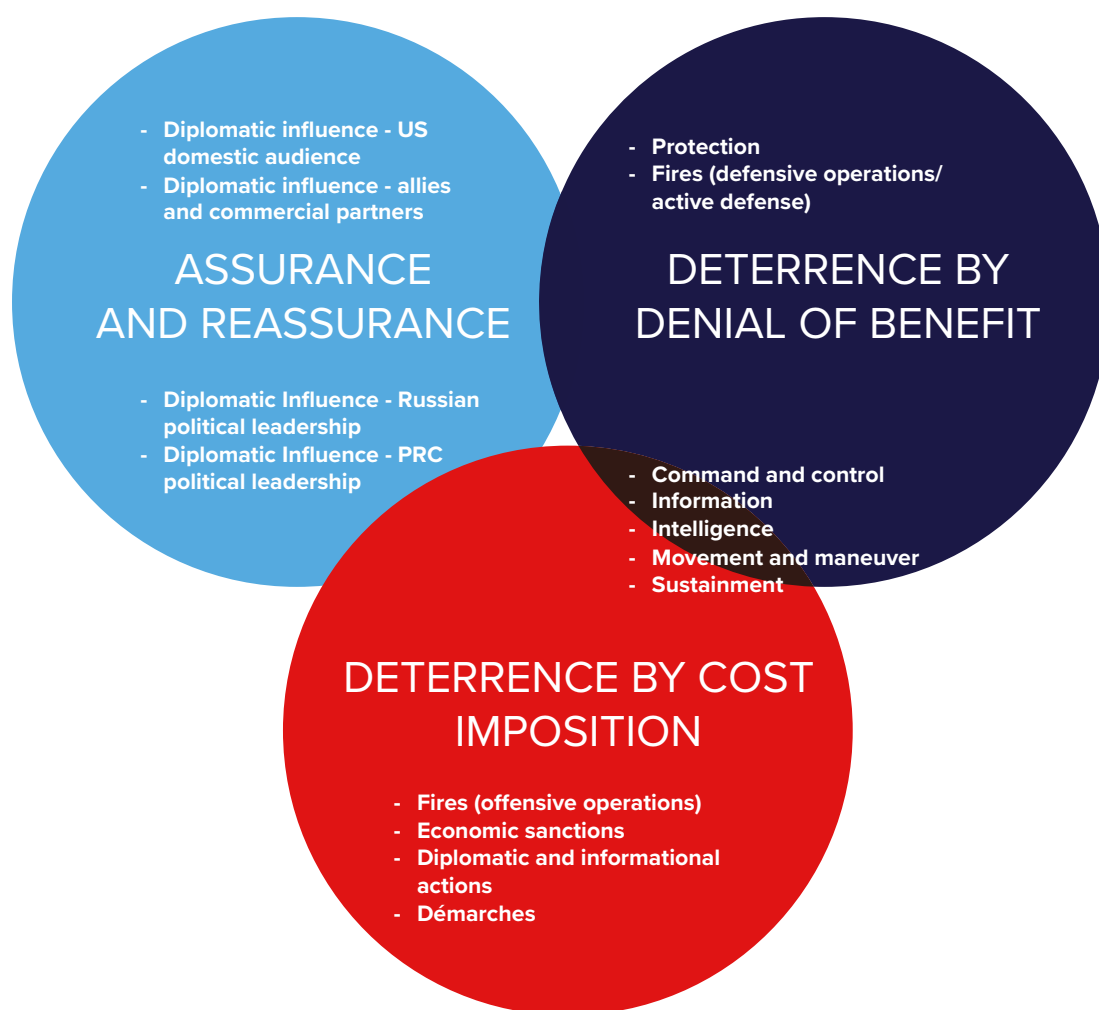 - Diplomatic influence - US
domestic audience
- Diplomatic influence - allies
and commercial partners
ASSURANCE
AND REASSURANCE
- Diplomatic Influence - Russian
political leadership
- Diplomatic Influence - PRC
political leadership
- Protection
- Fires (defensive operations/
active defense)
DETERRENCE BY
DENIAL OF BENEFIT
- Command and control
- Information
- Intelligence
- Movement and maneuver
- Sustainment
DETERRENCE BY COST
IMPOSITION
- Fires (offensive operations)
- Economic sanctions
- Diplomatic and informational
actions
- Démarches